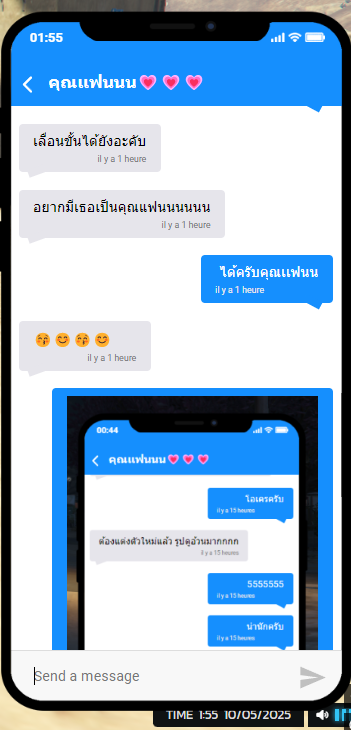 01:55
คุณแฟนนน💗💗💗
เลื่อนขั้นได้ยังอะคับ
il y a 1 heure
อยากมีเธอเป็นคุณแฟนนนนนน
il y a 1 heure
ได้ครับคุณแฟนน
il y a 1 heure
😚😊😚😊
il y a 1 heure
00:44
คุณแฟนนน💗💗💗
โอเครครับ
il y a 15 heures
ต้องแต่งตัวใหม่แล้ว รูปดูอ้วนมากกกก
il y a 15 heures
5555555
il y a 15 heures
น่านักครับ
il y a 15 heures
Send a message
TIME 1:55 10/05/2025